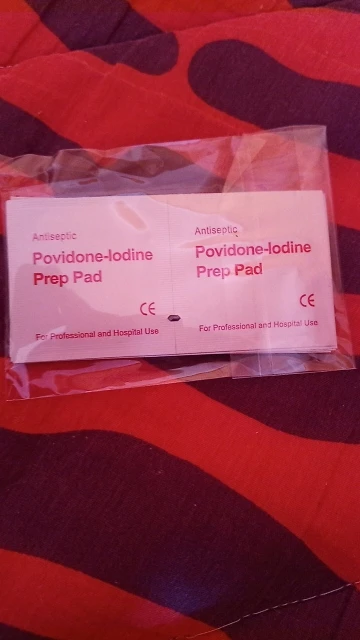 Antiseptic
Povidone-Iodine
Prep Pad
CE
For Professional and Hospital Use
Antiseptic
Povidone-Iodine
Prep Pad
CE
For Professional and Hospital Use